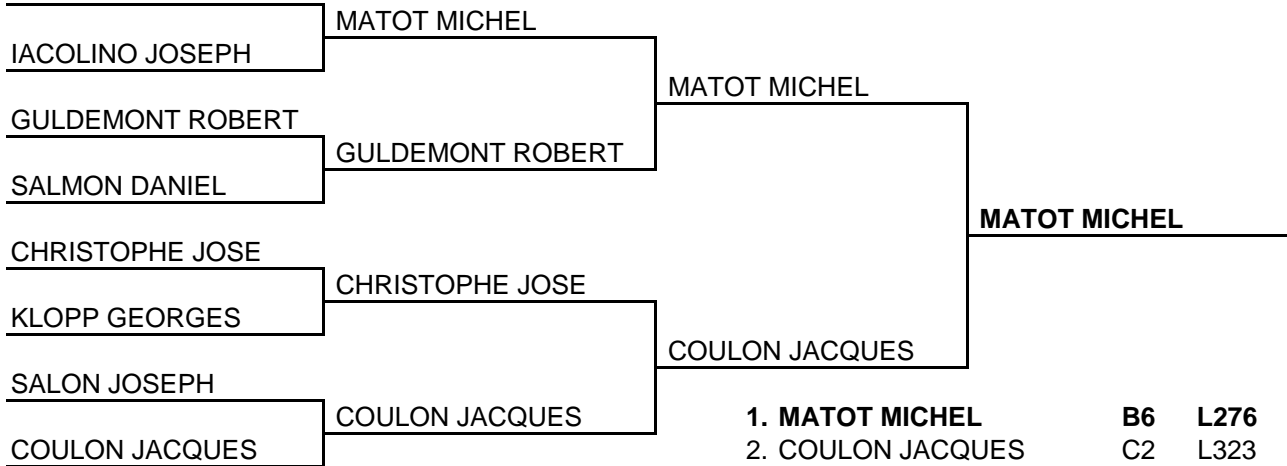 MATOT MICHEL
IACOLINO JOSEPH
MATOT MICHEL
GULDEMONT ROBERT
GULDEMONT ROBERT
SALMON DANIEL
MATOT MICHEL
CHRISTOPHE JOSE
CHRISTOPHE JOSE
KLOPP GEORGES
COULON JACQUES
SALON JOSEPH
COULON JACQUES 1. MATOT MICHEL B6 L276
COULON JACQUES 2. COULON JACQUES C2 L323